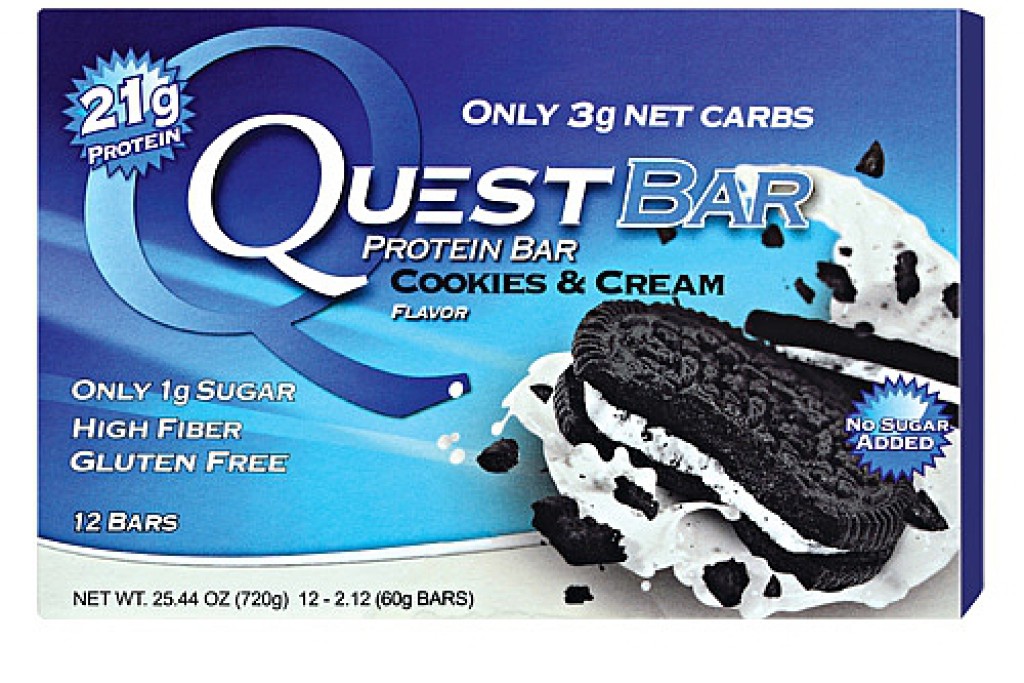 21g
PROTEIN
ONLY 3g NET CARBS
QUEST BAR
PROTEIN BAR
COOKIES & CREAM
FLAVOR
ONLY 1g SUGAR
HIGH FIBER
GLUTEN FREE
NO SUGAR
ADDED
12 BARS
NET WT. 25.44 OZ (720g) 12 - 2.12 (60g BARS)